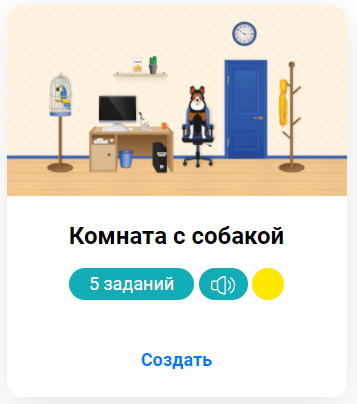 Комната с собакой
5 заданий
Создать